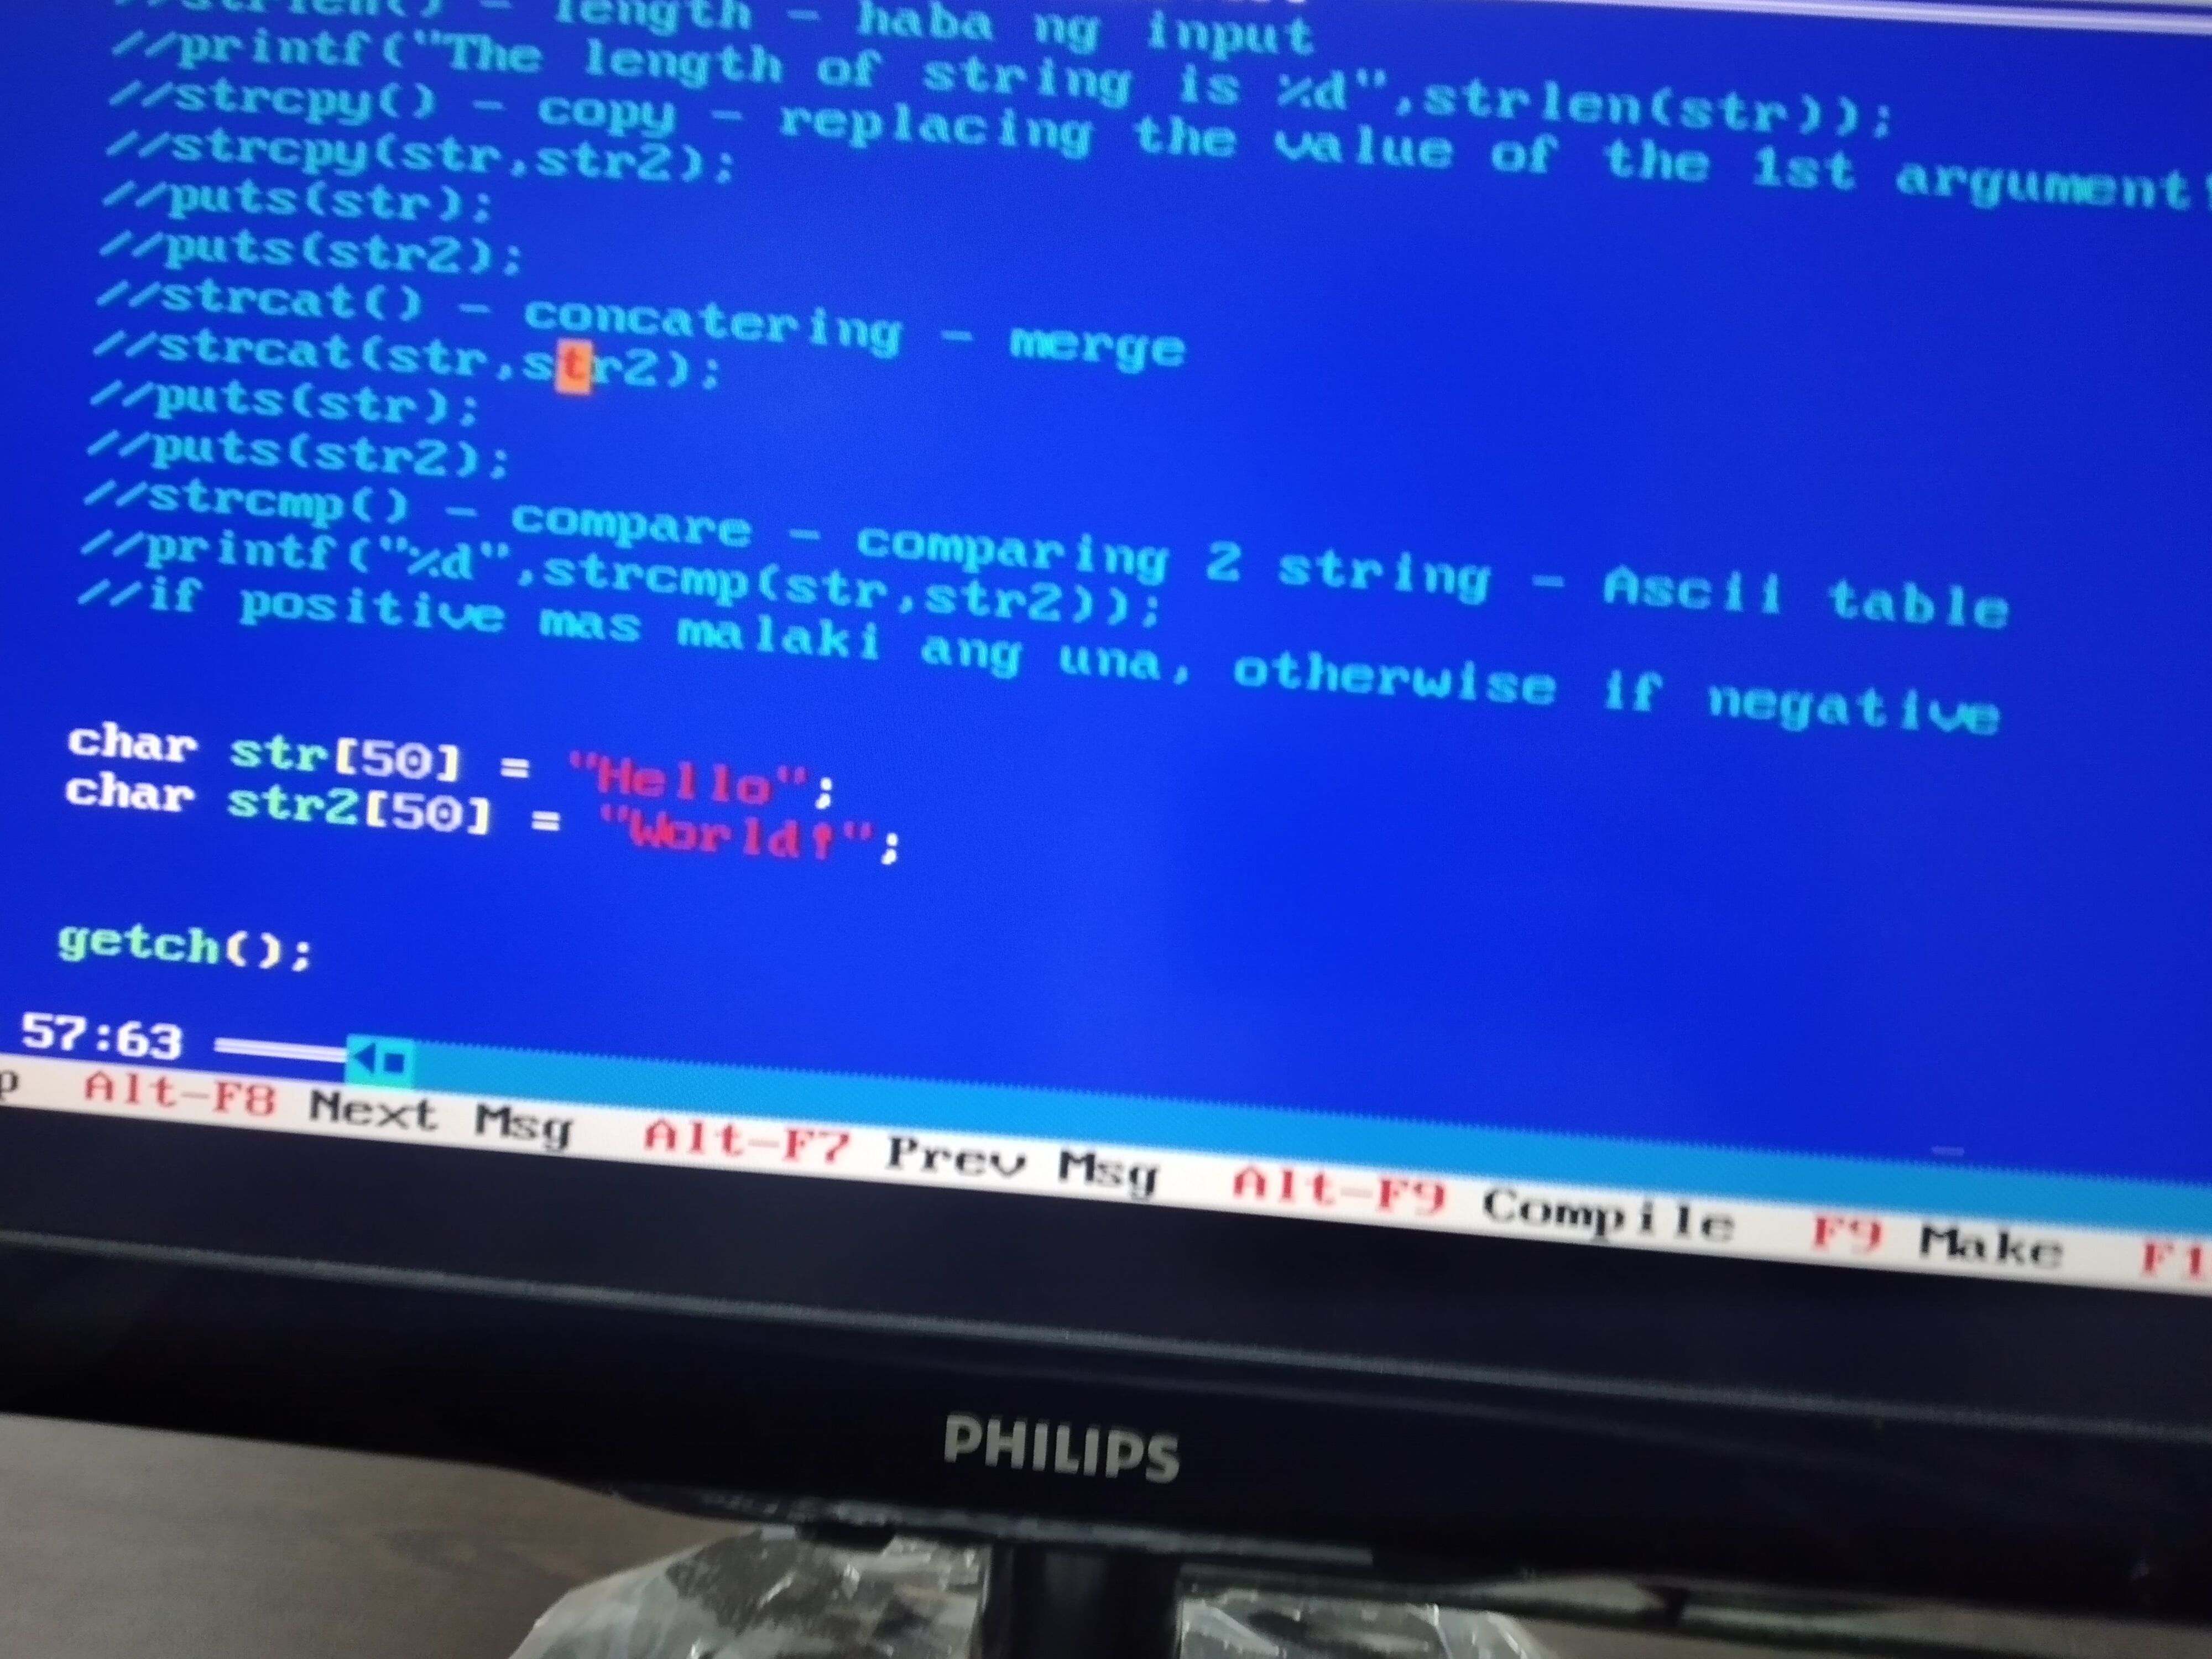 //strlen() - length - haba ng input
//printf("The length of string is %d",strlen(str));
//strcpy() - copy - replacing the value of the 1st argument
//strcpy(str,str2);
//puts(str);
//puts(str2);
//strcat() - concatering - merge
//strcat(str,str2);
//puts(str);
//puts(str2);
//strcmp() - compare - comparing 2 string - Ascii table
//printf("%d",strcmp(str,str2));
//if positive mas malaki ang una, otherwise if negative
char str[50] = "Hello";
char str2[50] = "World!";
getch();
57:63
p Alt-F8 Next Msg Alt-F7 Prev Msg Alt-F9 Compile F9 Make F1
PHILIPS